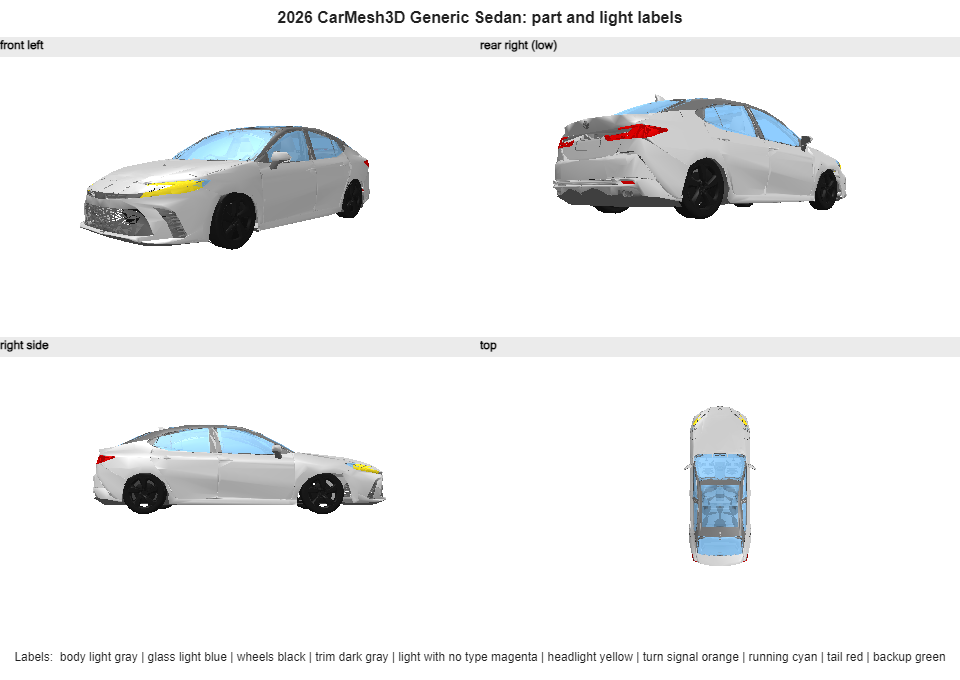 2026 CarMesh3D Generic Sedan: part and light labels
front left
rear right (low)
right side
top
Labels:  body light gray | glass light blue | wheels black | trim dark gray | light with no type magenta | headlight yellow | turn signal orange | running cyan | tail red | backup green